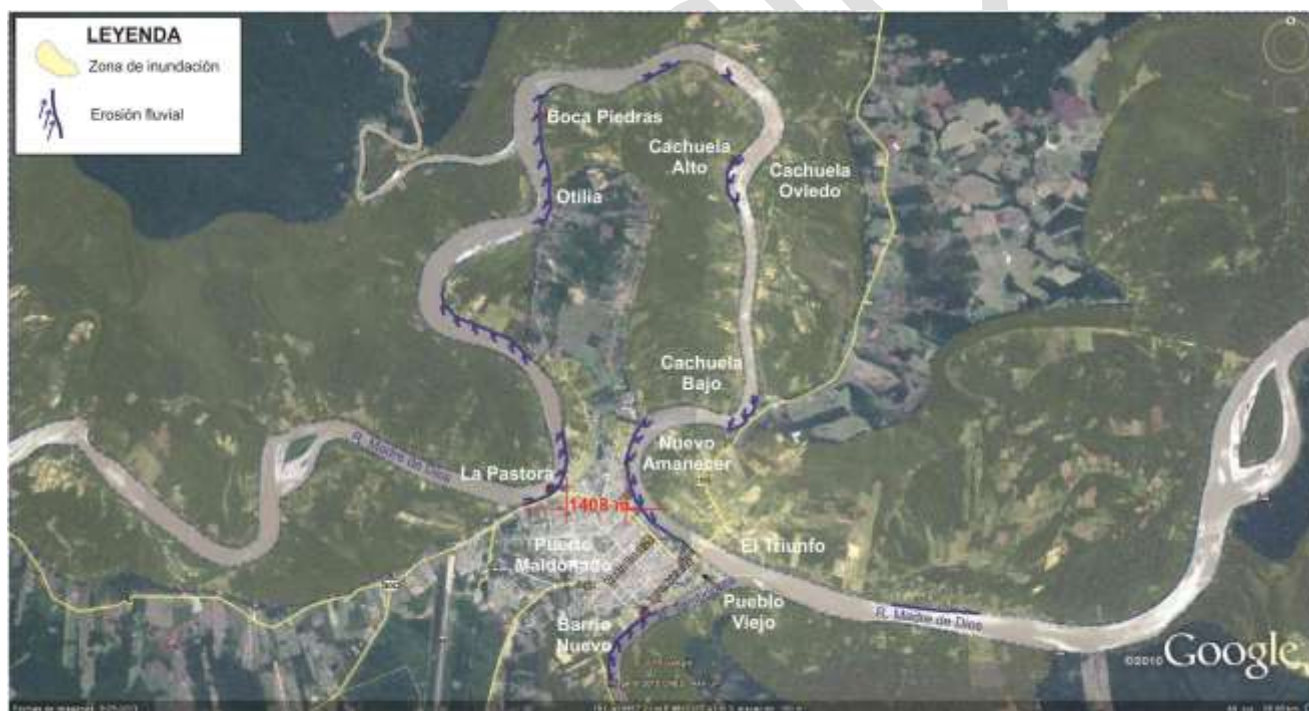 LEYENDA
Zona de inundación
Erosión fluvial
Boca Piedras
Cachuela
Alto
Cachuela
Oviedo
Otilia
Cachuela
Bajo
R. Madre de Dios
La Pastora
Nuevo
Amanecer
1408 m
Puerto
Maldonado
El Triunfo
Pueblo
Viejo
Barrio
Nuevo
R. Madre de Dios
©2010 Google